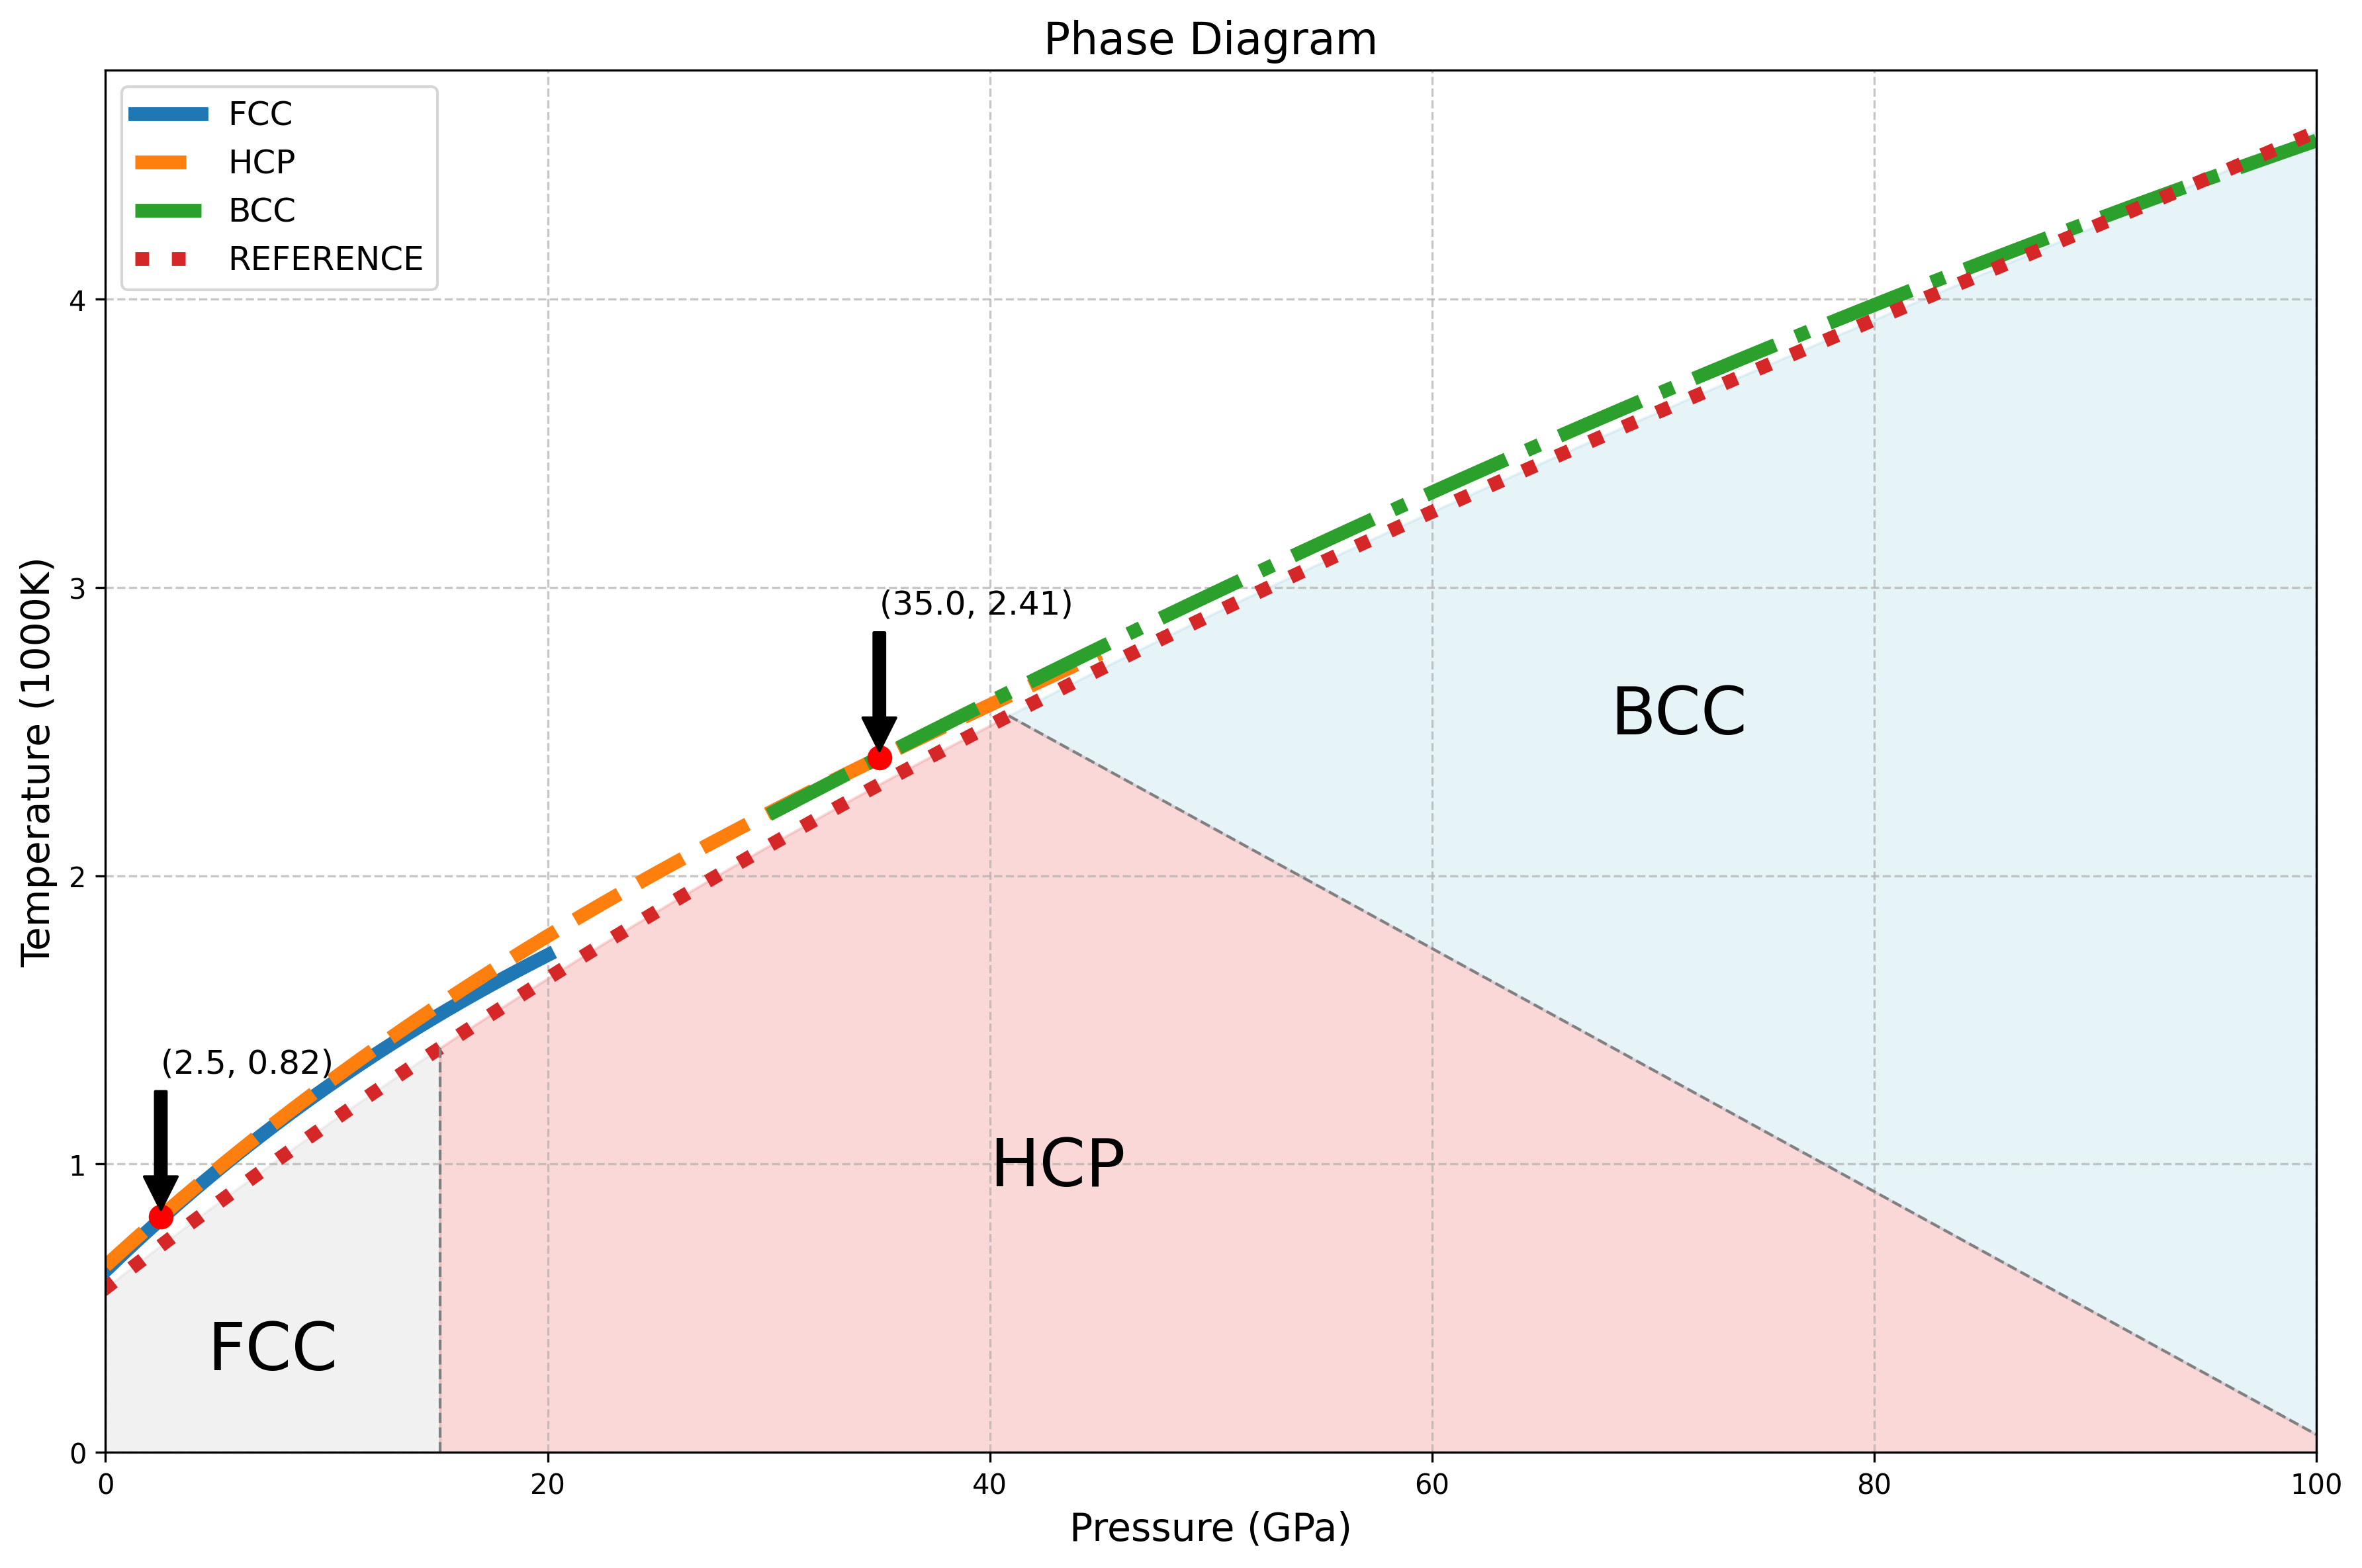 Phase Diagram
FCC
HCP
BCC
REFERENCE
4
3
2
1
0
Temperature (1000K)
(35.0, 2.41)
BCC
(2.5, 0.82)
HCP
FCC
0
20
40
60
80
100
Pressure (GPa)